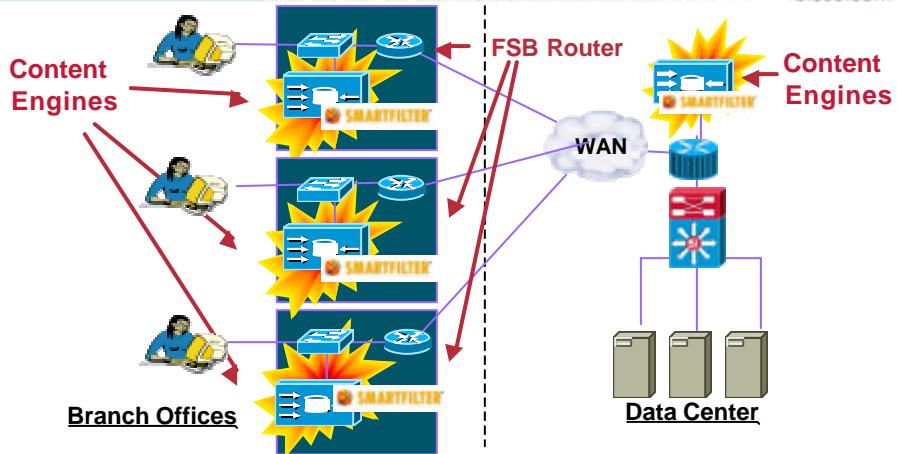 Content
Engines
FSB Router
Content
Engines
SMARTFILTER
SMARTFILTER
WAN
SMARTFILTER
SMARTFILTER
Branch Offices
Data Center